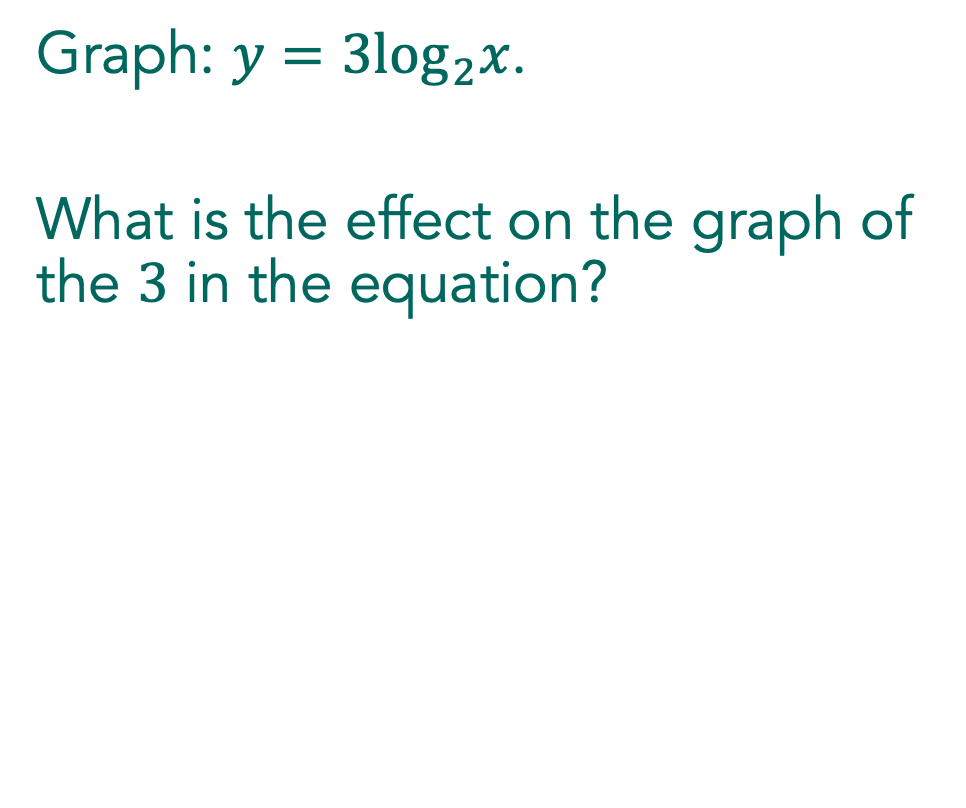 Graph: y = 3log₂x.
What is the effect on the graph of
the 3 in the equation?